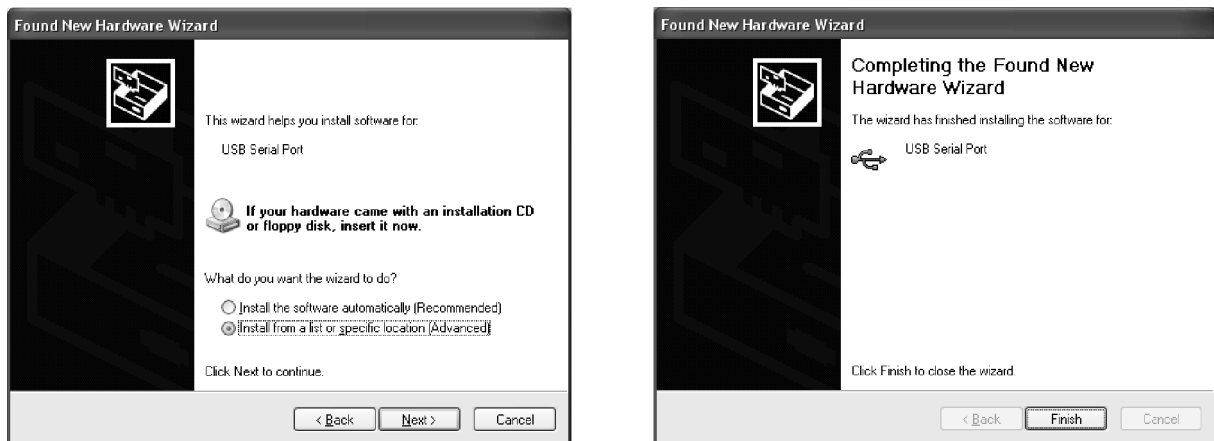 Found New Hardware Wizard
This wizard helps you install software for:
USB Serial Port
If your hardware came with an installation CD
or floppy disk, insert it now.
What do you want the wizard to do?
Install the software automatically (Recommended)
Install from a list or specific location (Advanced)
Click Next to continue.
< Back
Next >
Cancel
Found New Hardware Wizard
Completing the Found New
Hardware Wizard
The wizard has finished installing the software for:
USB Serial Port
Click Finish to close the wizard.
< Back
Finish
Cancel